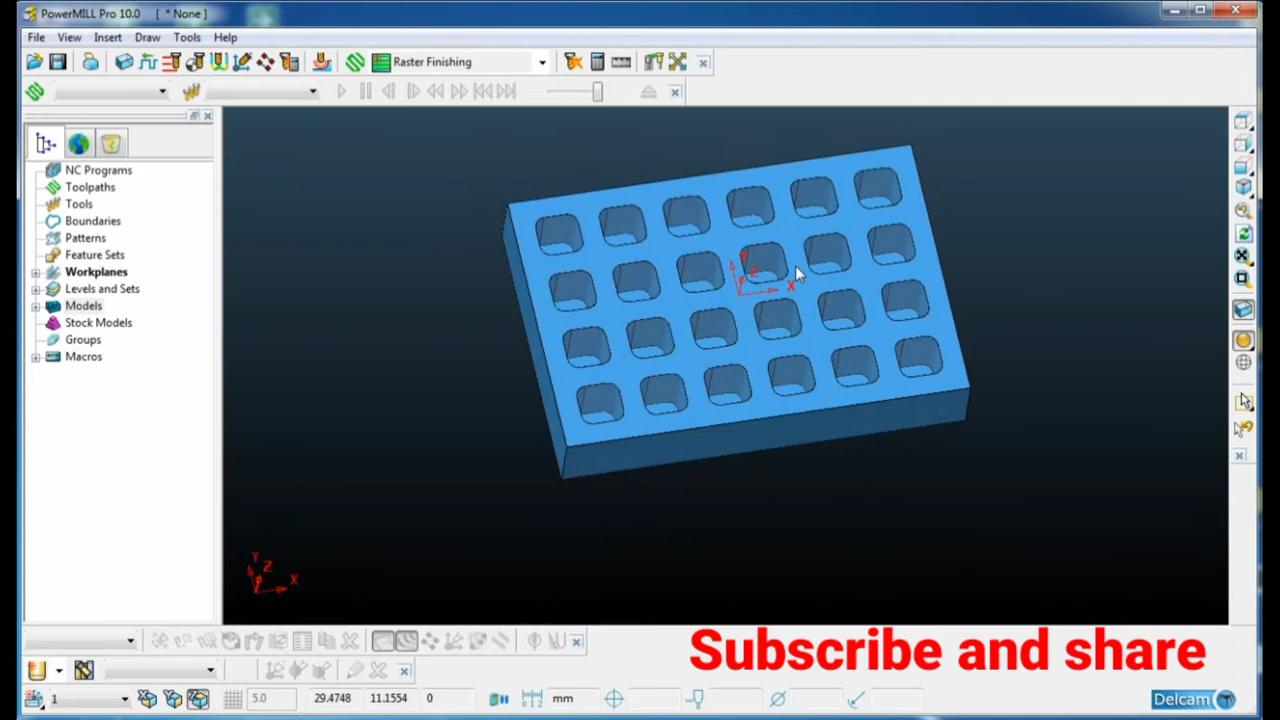 PowerMILL Pro 10.0 [ * None ]
File View Insert Draw Tools Help
Raster Finishing
NC Programs
Toolpaths
Tools
Boundaries
Patterns
Feature Sets
Workplanes
Levels and Sets
Models
Stock Models
Groups
Macros
Y
Z
X
Y
Z
X
Subscribe and share
1
5.0
29.4748
11.1554
0
mm
Delcam